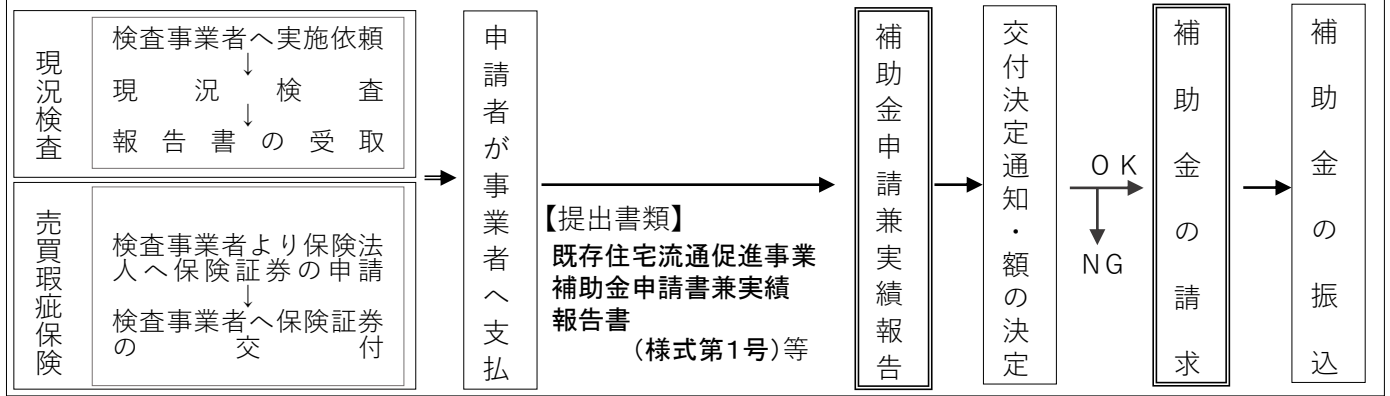 現況検査
検査事業者へ実施依頼
↓
現況検査
↓
報告書の受取
売買瑕疵保険
検査事業者より保険法
人へ保険証券の申請
↓
検査事業者へ保険証券
の交付
申請者が事業者へ支払
【提出書類】
既存住宅流通促進事業
補助金申請書兼実績
報告書
(様式第1号)等
補助金申請兼実績報告
交付決定通知・額の決定
OK
NG
補助金の請求
補助金の振込